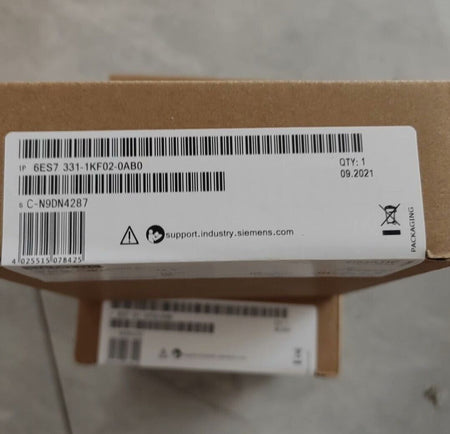 1P 6ES7 331-1KF02-0AB0
QTY: 1
09.2021
S C-N9DN4287
support.industry.siemens.com
PACKAGING
4 025515 078425